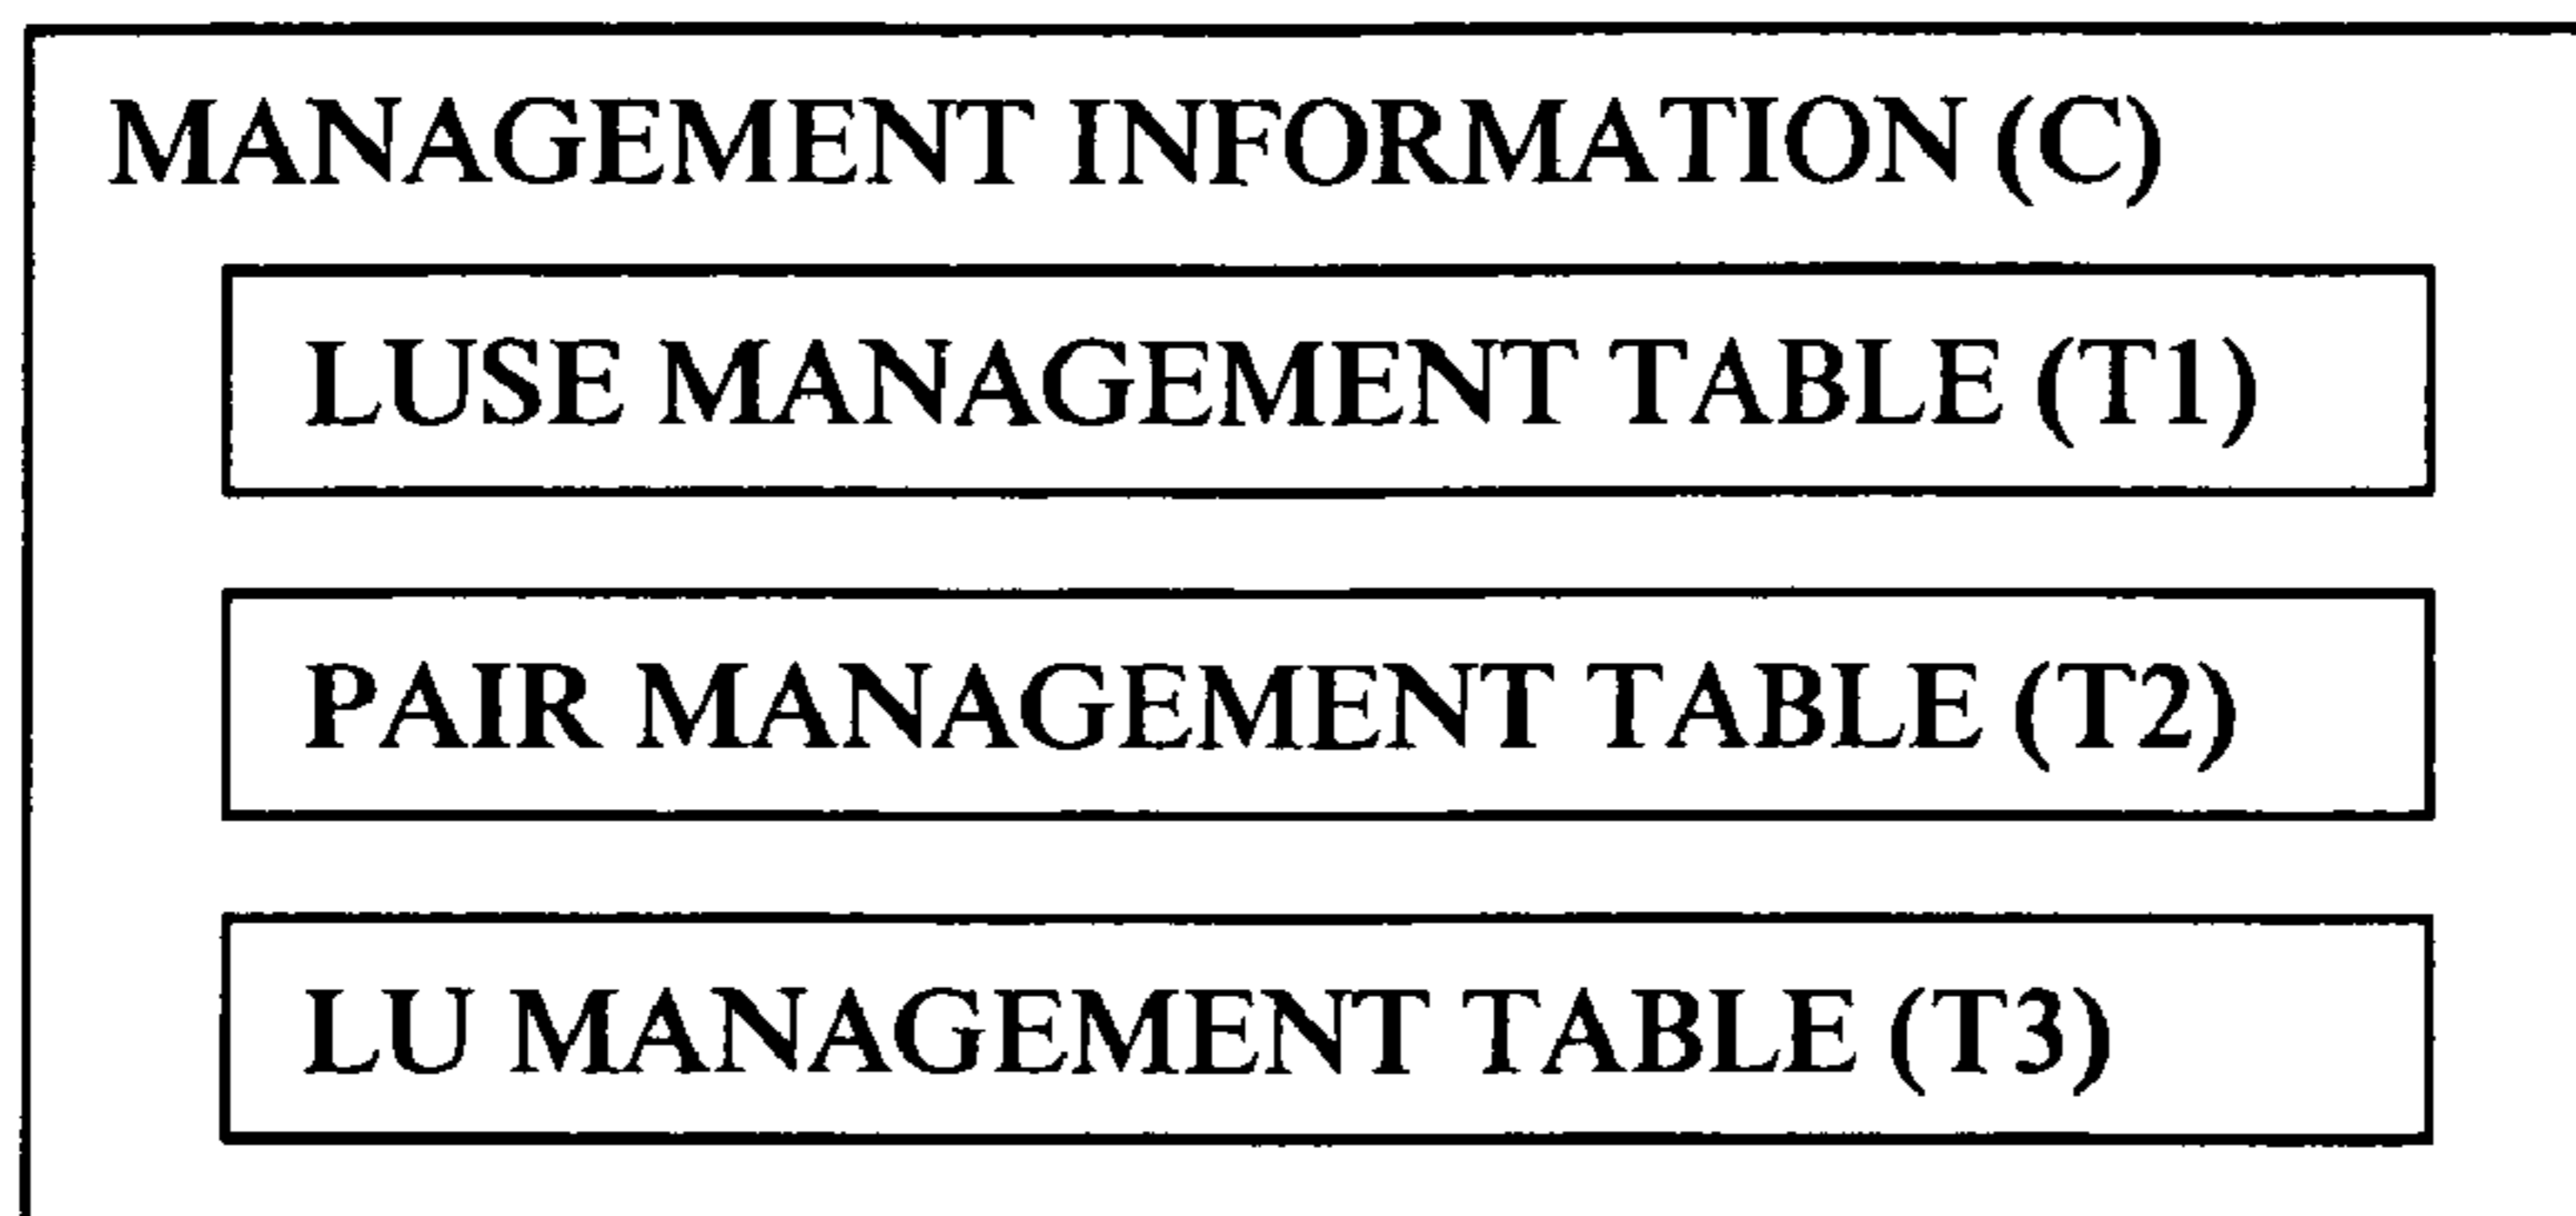 MANAGEMENT INFORMATION (C)
LUSE MANAGEMENT TABLE (T1)
PAIR MANAGEMENT TABLE (T2)
LU MANAGEMENT TABLE (T3)